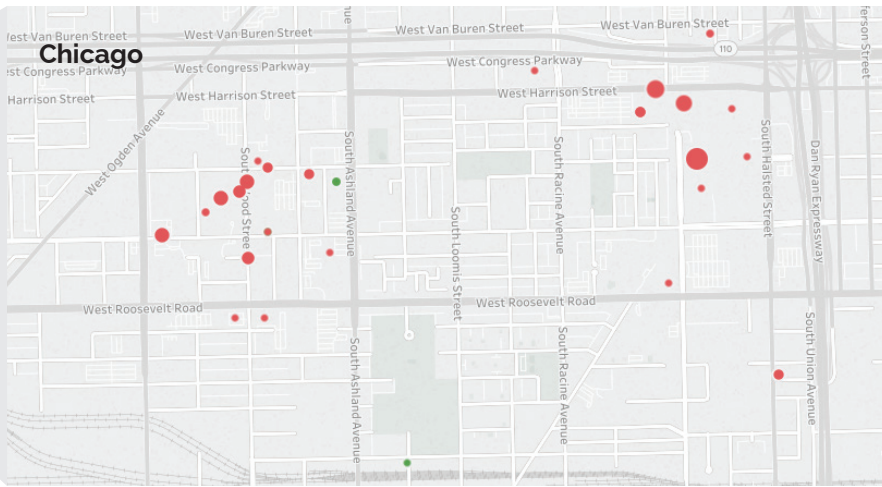 West Van Buren Street
West Van Buren Street
West Van Buren Street
West Van Buren Street
Chicago
110
West Congress Parkway
West Congress Parkway
West Congress Parkway
Harrison Street
West Harrison Street
West Harrison Street
West Ogden Avenue
South Ashland Avenue
South Racine Avenue
South Halsted Street
Dan Ryan Expressway
South Loomis Street
West Roosevelt Road
West Roosevelt Road
South Ashland Avenue
South Racine Avenue
South Union Avenue